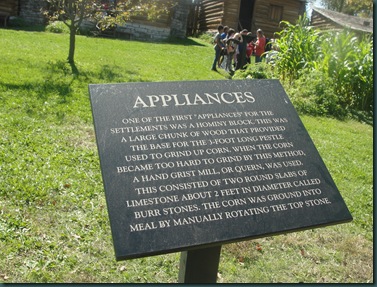 APPLIANCES
ONE OF THE FIRST "APPLIANCES" FOR THE
SETTLEMENTS WAS A HOMINY BLOCK. THIS WAS
A LARGE CHUNK OF WOOD THAT PROVIDED
THE BASE FOR THE 3-FOOT LONG PESTLE
USED TO GRIND UP CORN. WHEN THE CORN
BECAME TOO HARD TO GRIND BY THIS METHOD,
A HAND GRIST MILL, OR QUERN, WAS USED.
THIS CONSISTED OF TWO ROUND SLABS OF
LIMESTONE ABOUT 2 FEET IN DIAMETER CALLED
BURR STONES. THE CORN WAS GROUND INTO
MEAL BY MANUALLY ROTATING THE TOP STONE